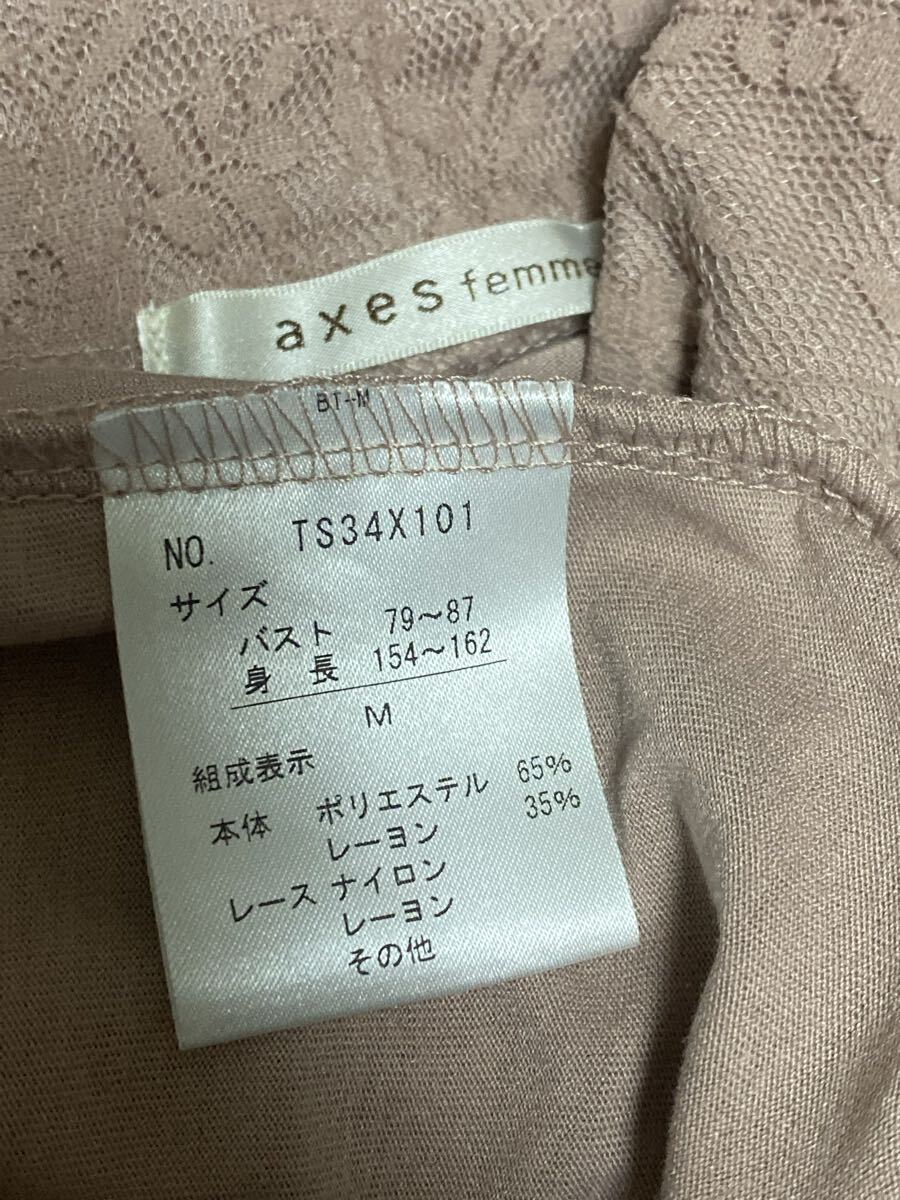 axes femme
BT-M
NO. TS34X101
サイズ
バスト 79～87
身長 154～162
M
組成表示
本体 ポリエステル 65%
レーヨン 35%
レース ナイロン
レーヨン
その他